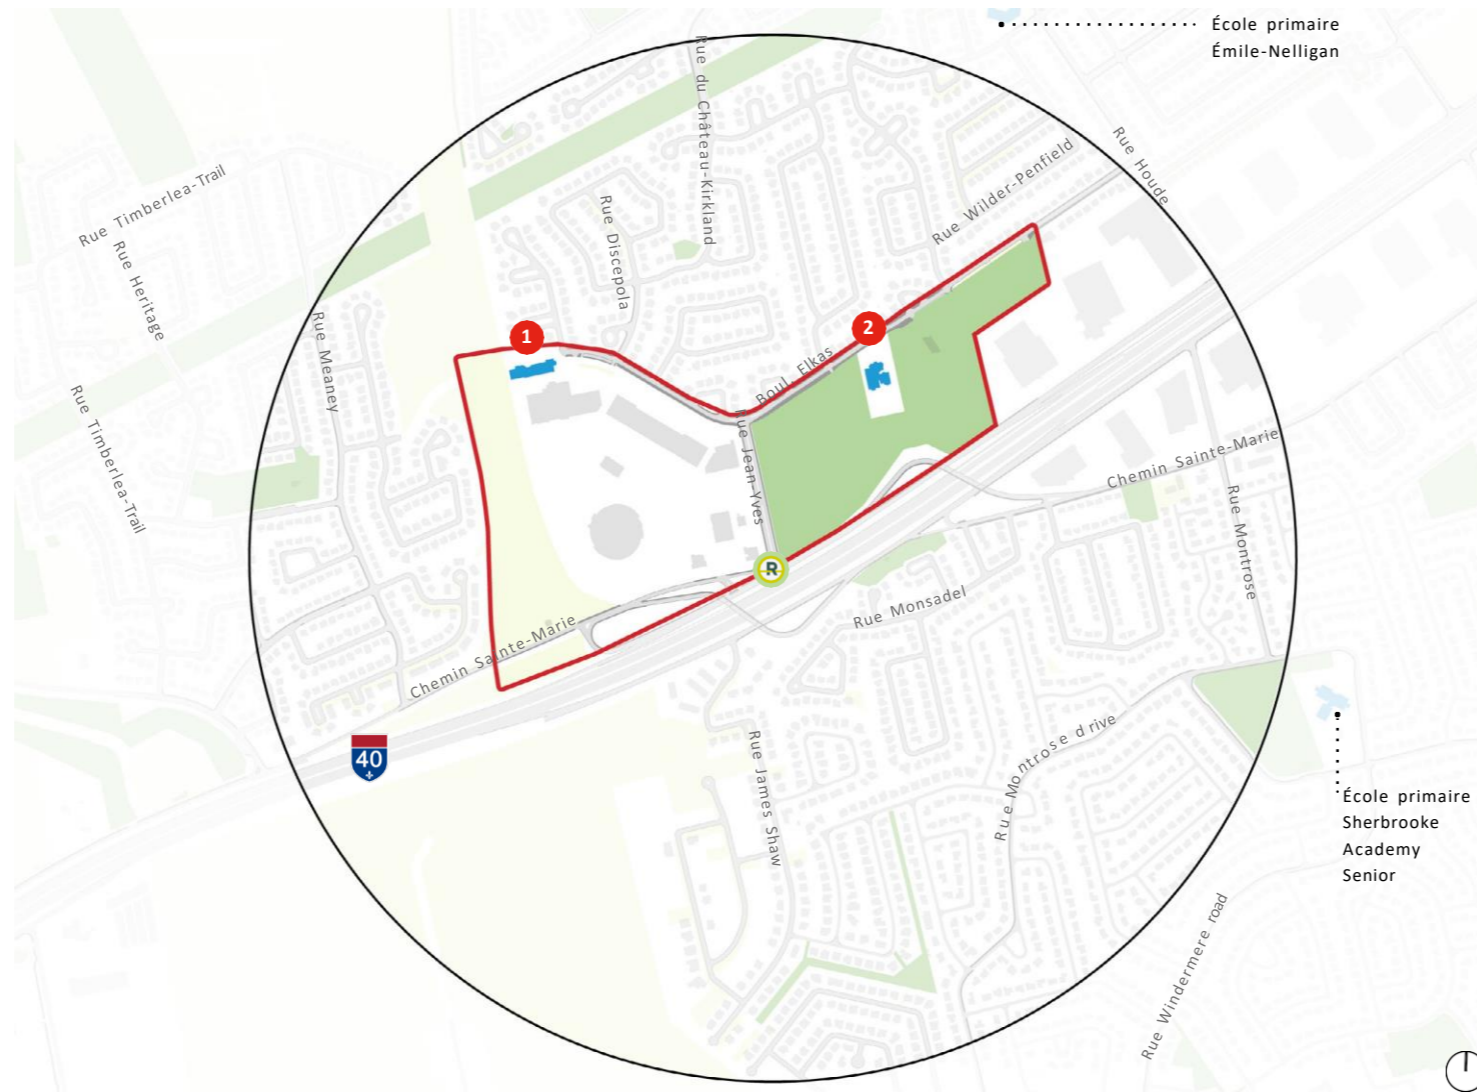 École primaire
Émile-Nelligan
Rue du Château-Kirkland
Rue Houde
Rue Wilder-Penfield
Rue Timberlea-Trail
Rue Discepola
Rue Heritage
Rue Meaney
1
2
Boul. Elkas
Rue Timberlea-Trail
Rue Jean-Yves
Chemin Sainte-Marie
Rue Montrose
R
Rue Monsadel
Chemin Sainte-Marie
40
Rue James Shaw
Rue Montrose drive
École primaire
Sherbrooke
Academy
Senior
Rue Windermere road